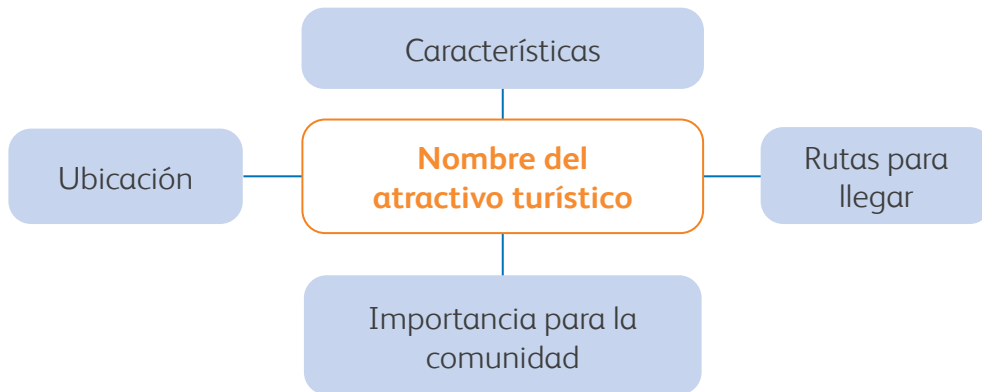 Características
Ubicación
Nombre del
atractivo turístico
Rutas para
llegar
Importancia para la
comunidad